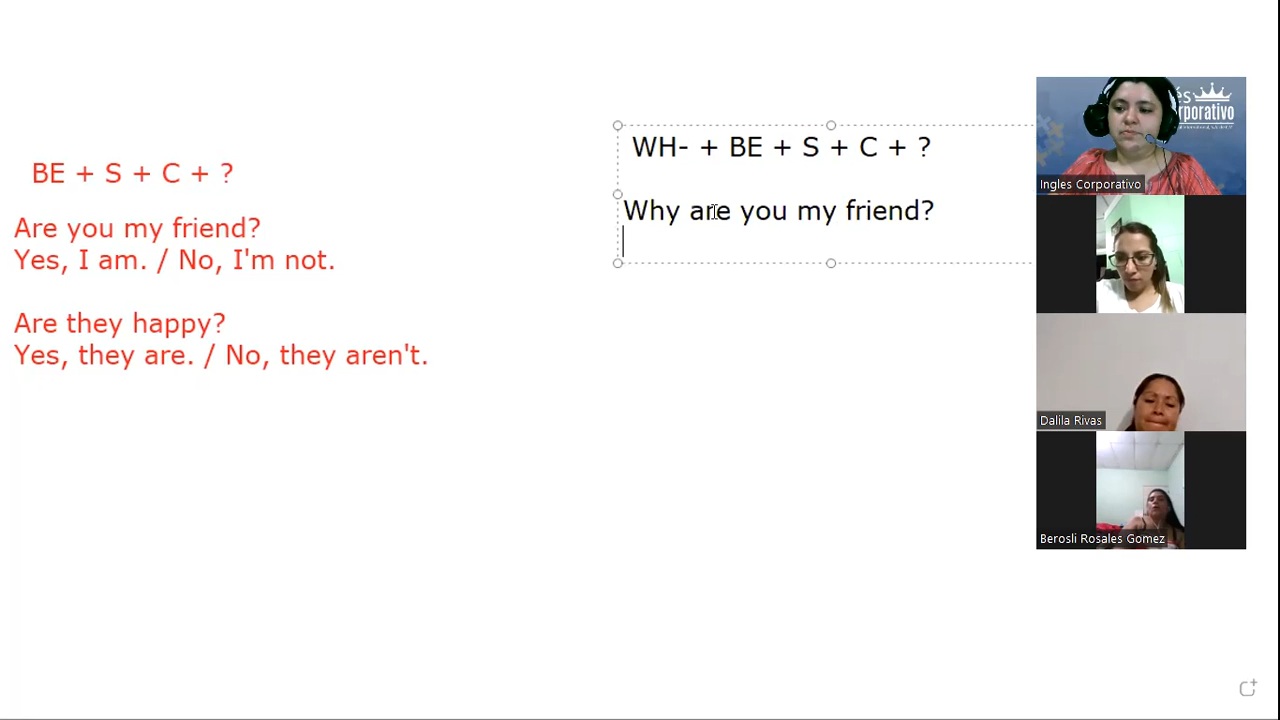 BE + S + C + ?
Are you my friend?
Yes, I am. / No, I'm not.
Are they happy?
Yes, they are. / No, they aren't.
WH- + BE + S + C + ?
Why are you my friend?
Ingles Corporativo
Dalila Rivas
Berosli Rosales Gomez